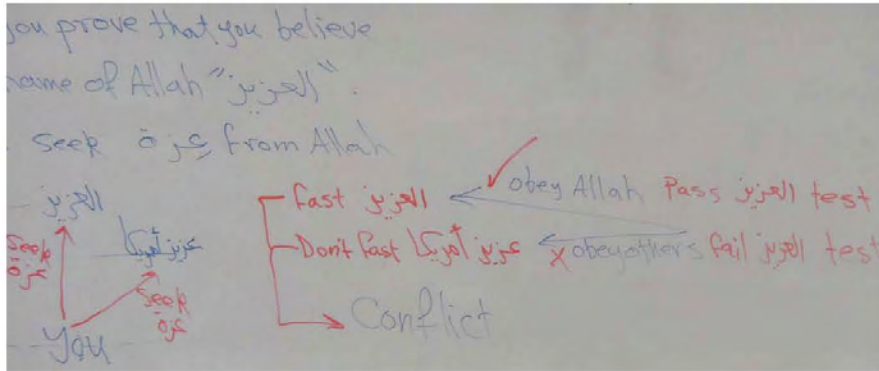 you prove that you believe
name of Allah "العزيز".
seek عزة from Allah
العزيز
عزيز أمريكا
Seek عزة
Seek عزة
You
Fast العزيز obey Allah Pass العزيز test
Don't fast عزيز أمريكا x obey others fail العزيز test
Conflict